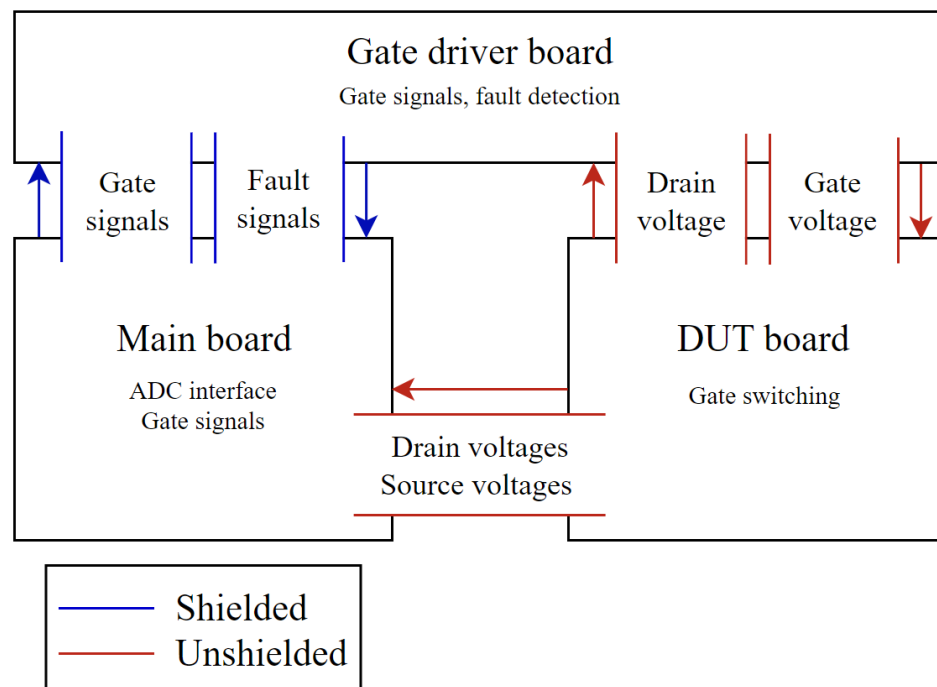 Gate driver board
Gate signals, fault detection
Gate
signals
Fault
signals
Drain
voltage
Gate
voltage
Main board
ADC interface
Gate signals
DUT board
Gate switching
Drain voltages
Source voltages
Shielded
Unshielded